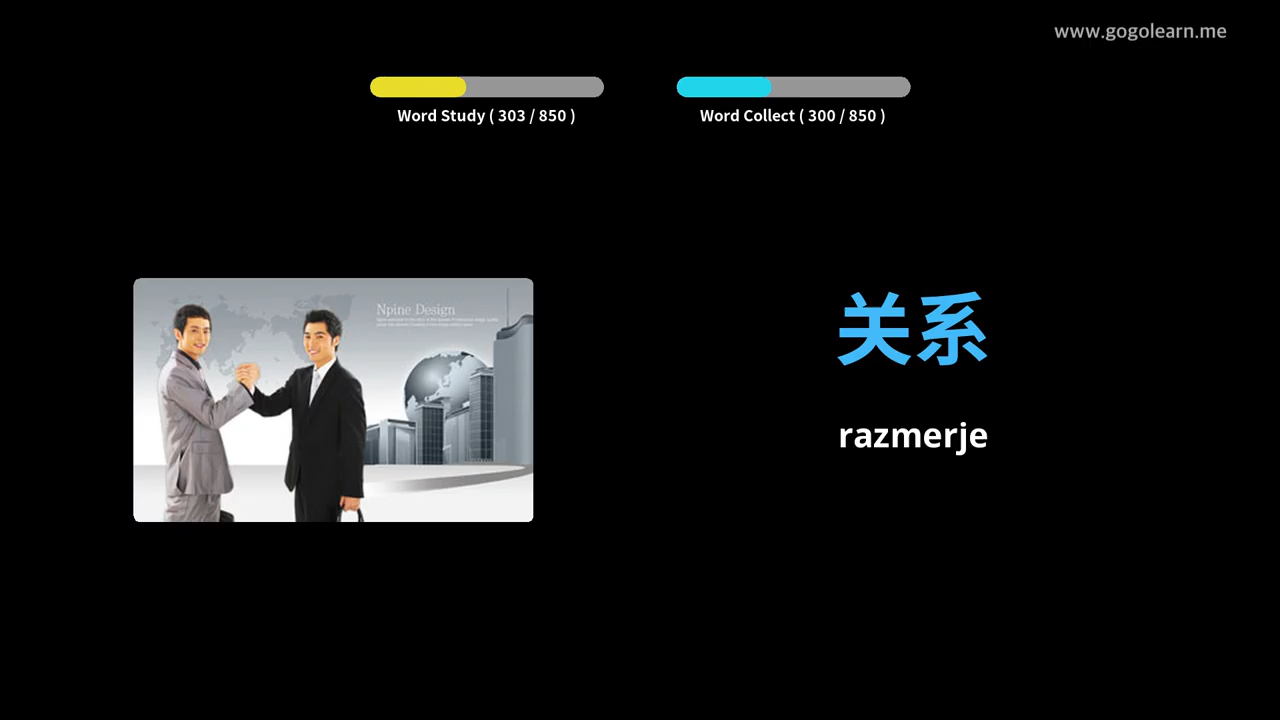 www.gogolearn.me
Word Study ( 303 / 850 )
Word Collect ( 300 / 850 )
Npine Design
关系
razmerje